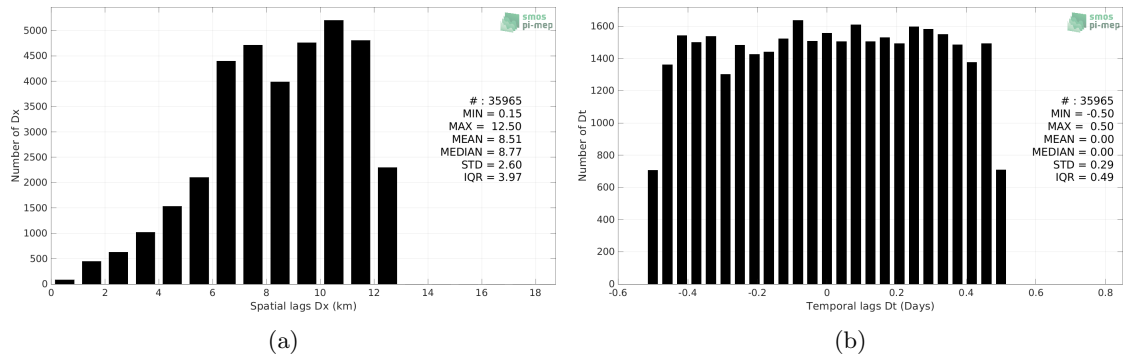 smos
pi-mep
Number of Dx
5000
4500
4000
3500
3000
2500
2000
1500
1000
500
0
# : 35965
MIN = 0.15
MAX = 12.50
MEAN = 8.51
MEDIAN = 8.77
STD = 2.60
IQR = 3.97
0 2 4 6 8 10 12 14 16 18
Spatial lags Dx (km)
(a)
smos
pi-mep
Number of Dt
1600
1400
1200
1000
800
600
400
200
0
# : 35965
MIN = -0.50
MAX = 0.50
MEAN = 0.00
MEDIAN = 0.00
STD = 0.29
IQR = 0.49
-0.6 -0.4 -0.2 0 0.2 0.4 0.6 0.8
Temporal lags Dt (Days)
(b)